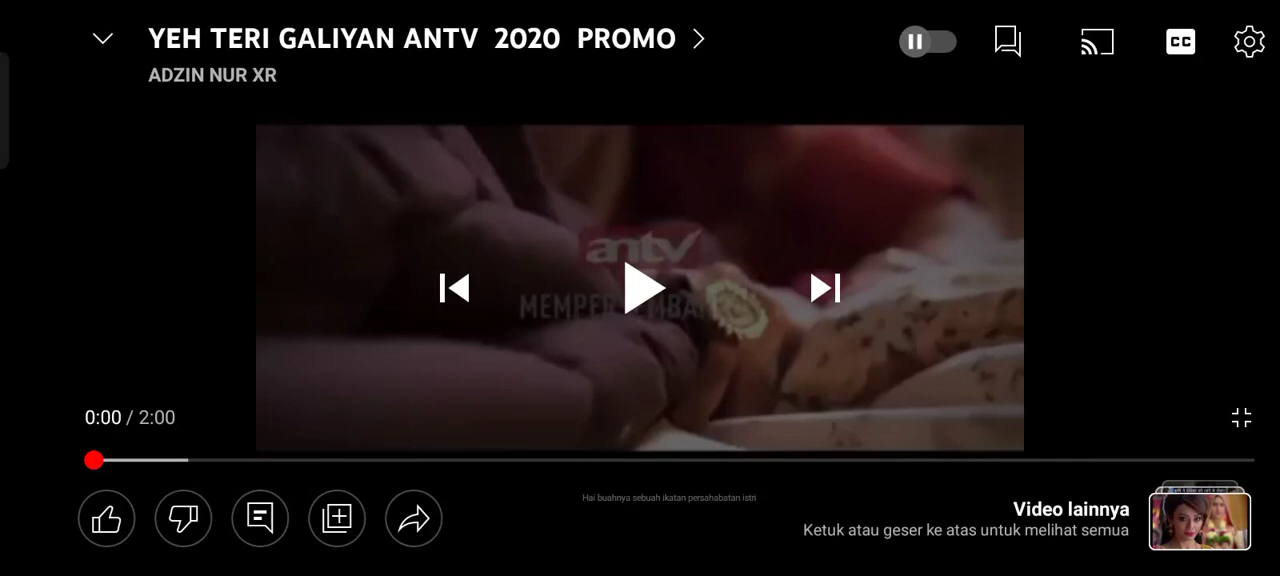 YEH TERI GALIYAN ANTV 2020 PROMO
CC
ADZIN NUR XR
antv
0:00 / 2:00
Hai buahnya sebuah ikatan persahabatan istri
Video lainnya
Ketuk atau geser ke atas untuk melihat semua